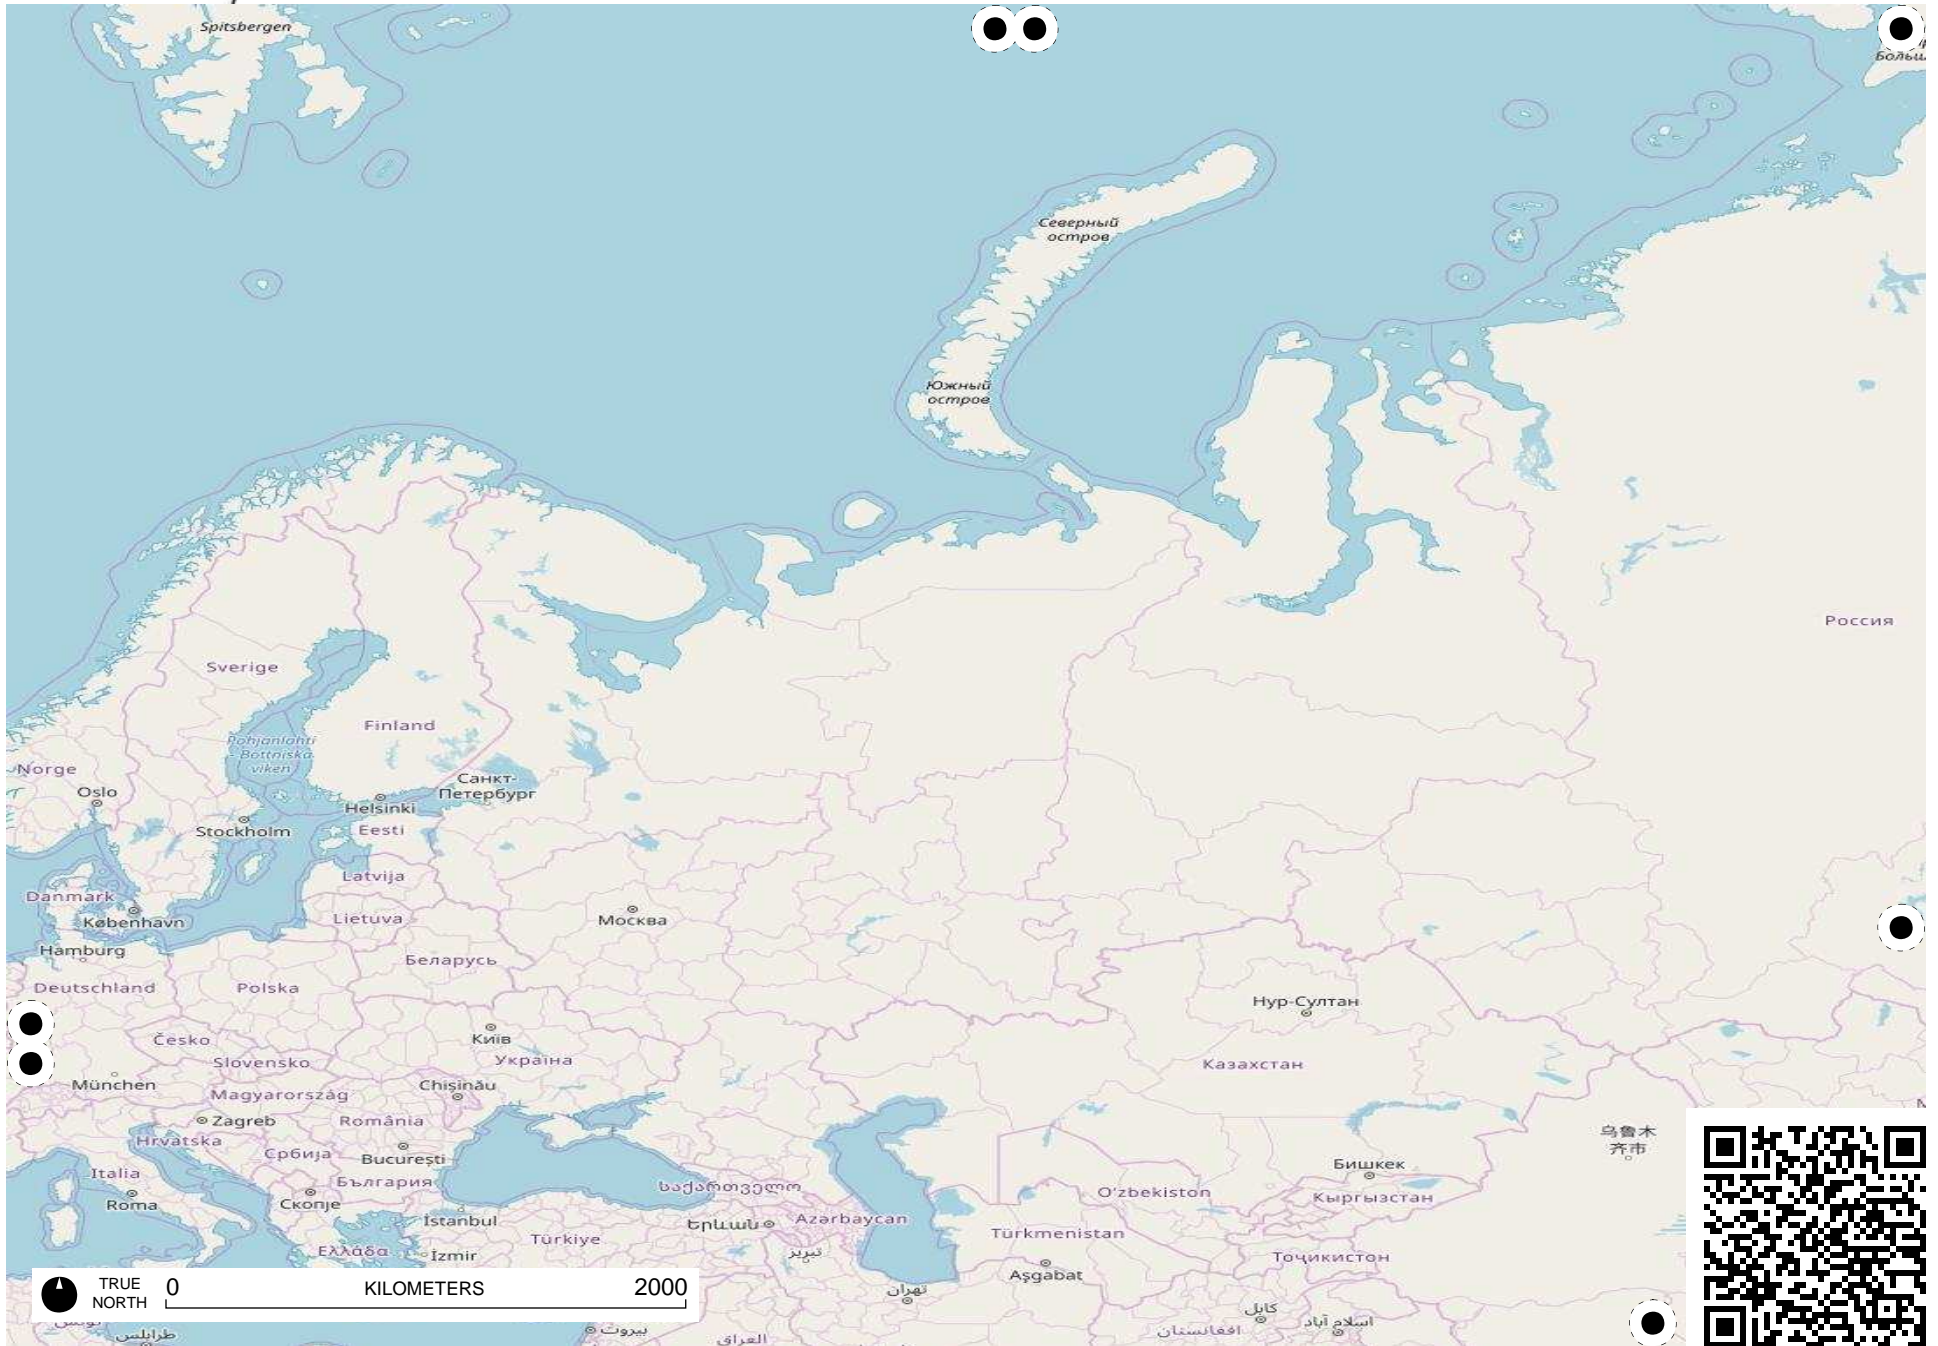 Spitsbergen
Северный
остров
Южный
остров
Россия
Sverige
Finland
Pohjanlahti
- Bottniska
viken
Norge
Oslo
Санкт-
Петербург
Helsinki
Stockholm
Eesti
Latvija
Danmark
København
Lietuva
Москва
Hamburg
Беларусь
Deutschland
Polska
Нур-Султан
Česko
Київ
Slovensko
Україна
Казахстан
München
Chișinău
Magyarország
Zagreb
România
乌鲁木
齐市
Hrvatska
Србија
București
Бишкек
Italia
България
საქართველო
Oʻzbekiston
Кыргызстан
Roma
Скопје
İstanbul
Երևան
Azərbaycan
Türkmenistan
Türkiye
Ελλάδα
İzmir
تبریز
Тоҷикистон
Aşgabat
تهران
TRUE
NORTH
0
KILOMETERS
2000
کابل
اسلام آباد
افغانستان
طرابلس
بيروت
العراق